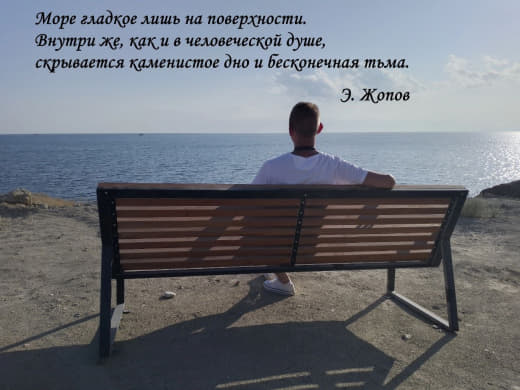 Море гладкое лишь на поверхности.
Внутри же, как и в человеческой душе,
скрывается каменистое дно и бесконечная тьма.
Э. Жопов